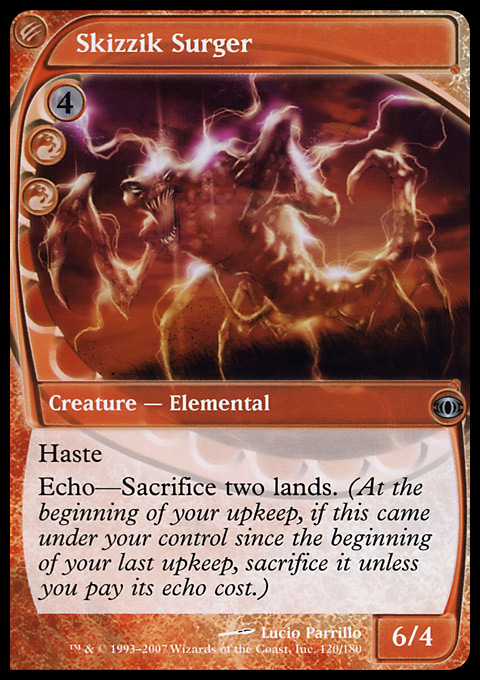 Skizzik Surger
4
Creature — Elemental
Haste
Echo—Sacrifice two lands. (At the
beginning of your upkeep, if this came
under your control since the beginning
of your last upkeep, sacrifice it unless
you pay its echo cost.)
Lucio Parrillo
™ & © 1993–2007 Wizards of the Coast, Inc. 120/180
6/4